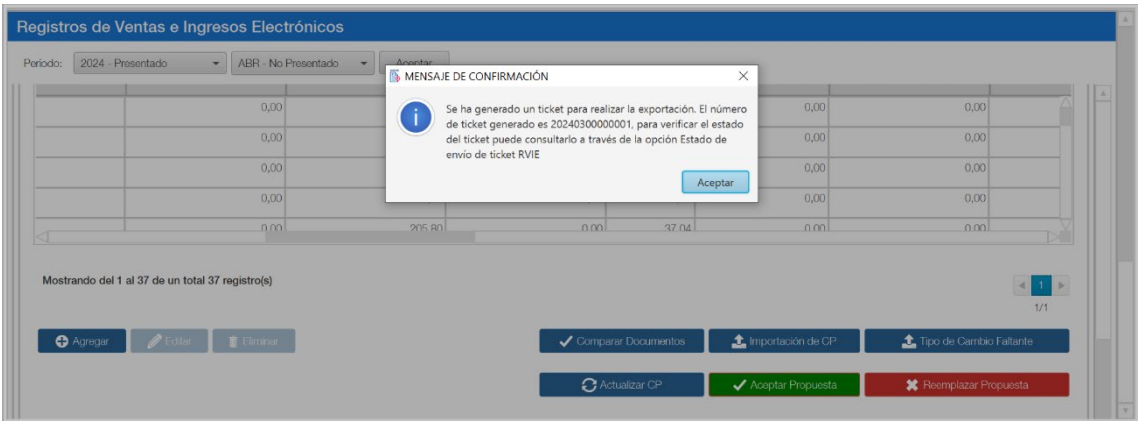 Registros de Ventas e Ingresos Electrónicos
Periodo: 2024 - Presentado ABR - No Presentado Aceptar
MENSAJE DE CONFIRMACIÓN
Se ha generado un ticket para realizar la exportación. El número
de ticket generado es 20240300000001, para verificar el estado
del ticket puede consultarlo a través de la opción Estado de
envío de ticket RVIE
Aceptar
0,00 0,00 0,00
0,00 0,00 0,00
0,00 0,00 0,00
0,00 0,00 0,00
0,00 205,80 0,00 37,04 0,00 0,00
Mostrando del 1 al 37 de un total 37 registro(s)
1
1/1
Agregar Editar Eliminar Comparar Documentos Importación de CP Tipo de Cambio Faltante
Actualizar CP Aceptar Propuesta Reemplazar Propuesta